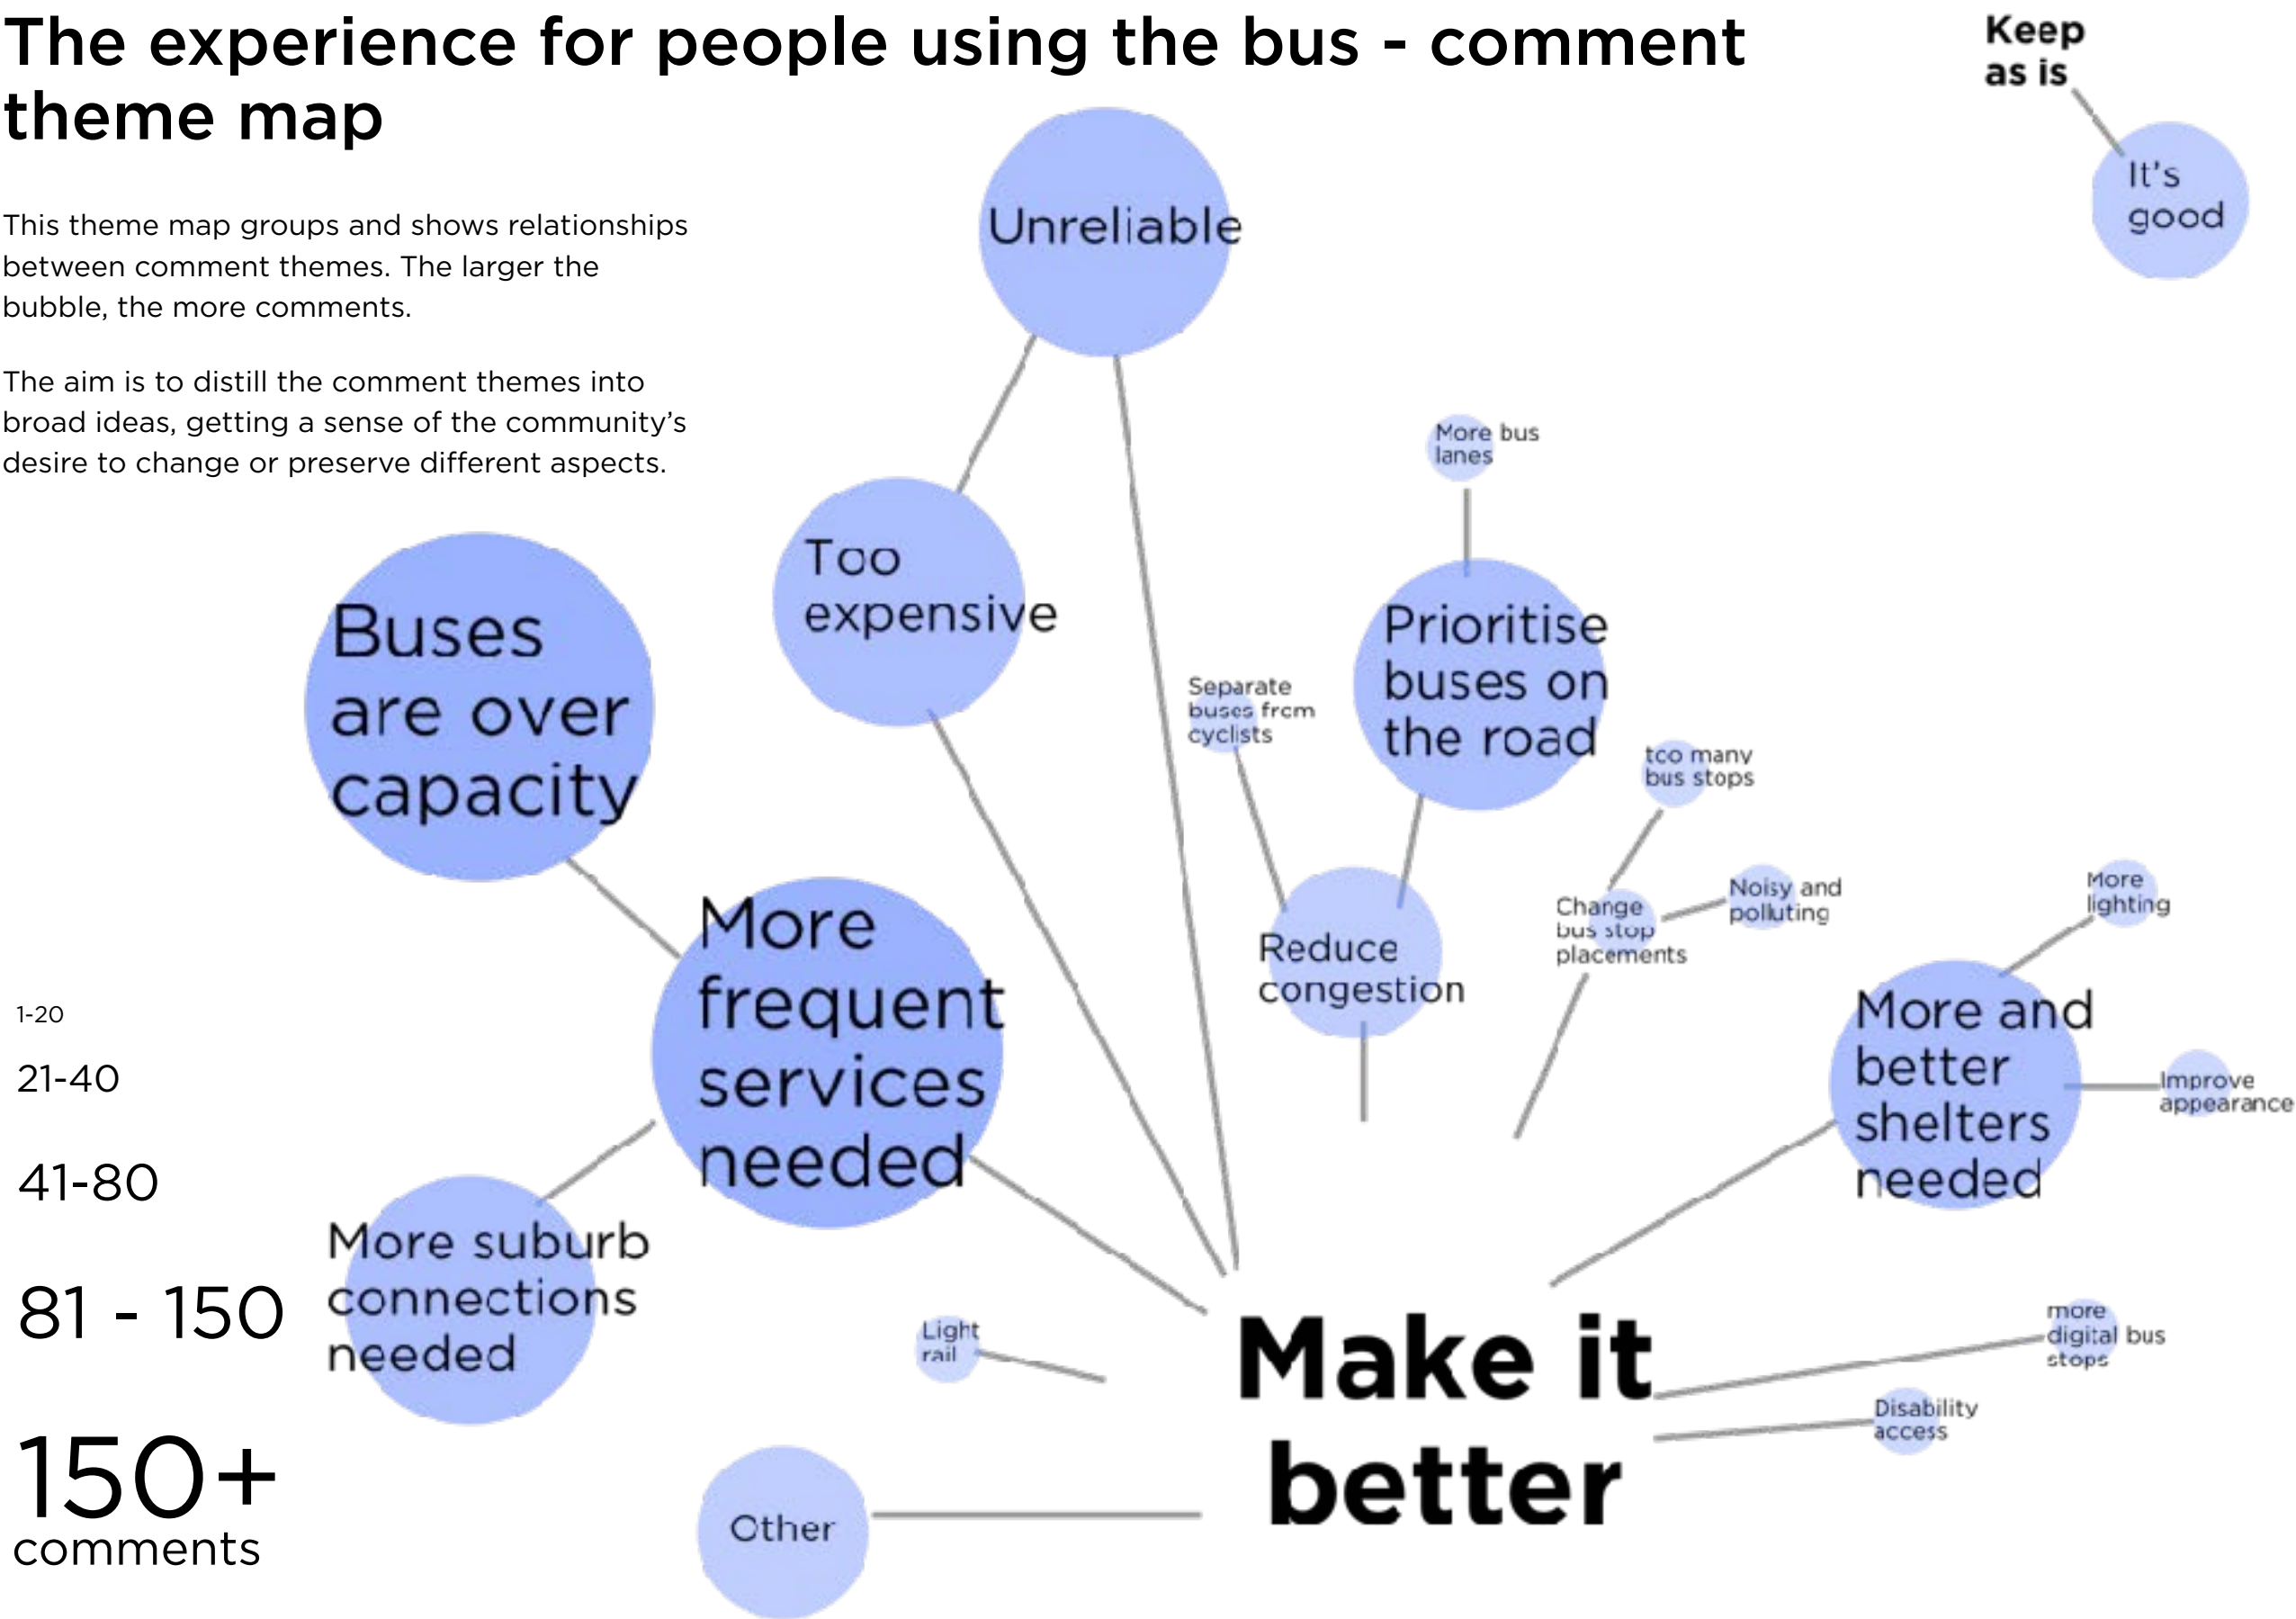 The experience for people using the bus - comment
theme map
Keep
as is
It's
good
This theme map groups and shows relationships
between comment themes. The larger the
bubble, the more comments.
The aim is to distill the comment themes into
broad ideas, getting a sense of the community's
desire to change or preserve different aspects.
Unreliable
More bus
lanes
Too
expensive
Buses
are over
capacity
Prioritise
buses on
the road
Separate
buses from
cyclists
too many
bus stops
Noisy and
polluting
Change
bus stop
placements
More
lighting
More
frequent
services
needed
Reduce
congestion
More and
better
shelters
needed
Improve
appearance
1-20
21-40
41-80
81 - 150
150+
comments
More suburb
connections
needed
Light
rail
Make it
better
more
digital bus
stops
Disability
access
Other